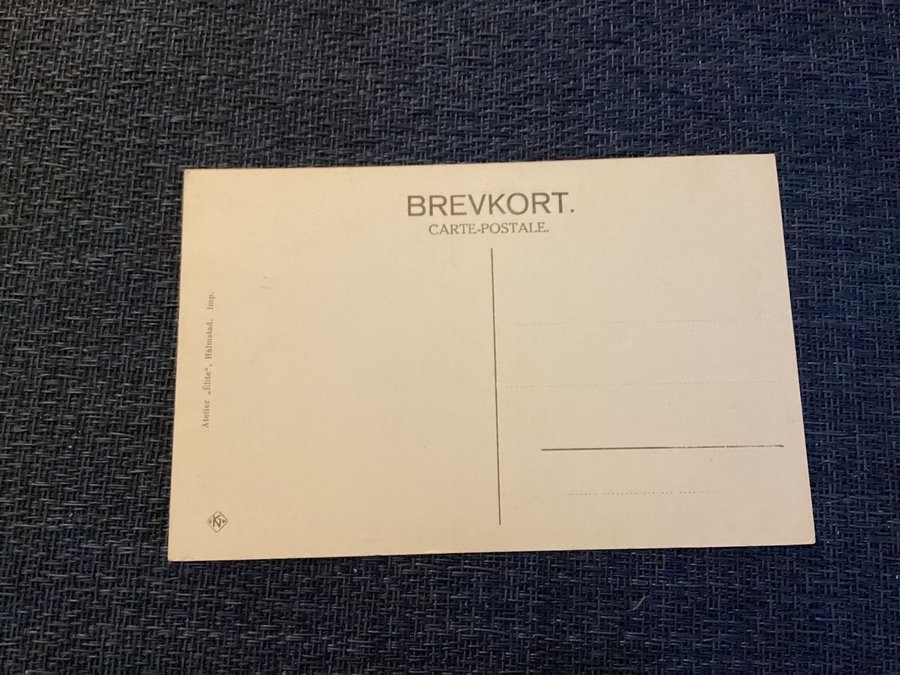 BREVKORT.
CARTE-POSTALE.
Atelier „Elite", Halmstad. Imp.